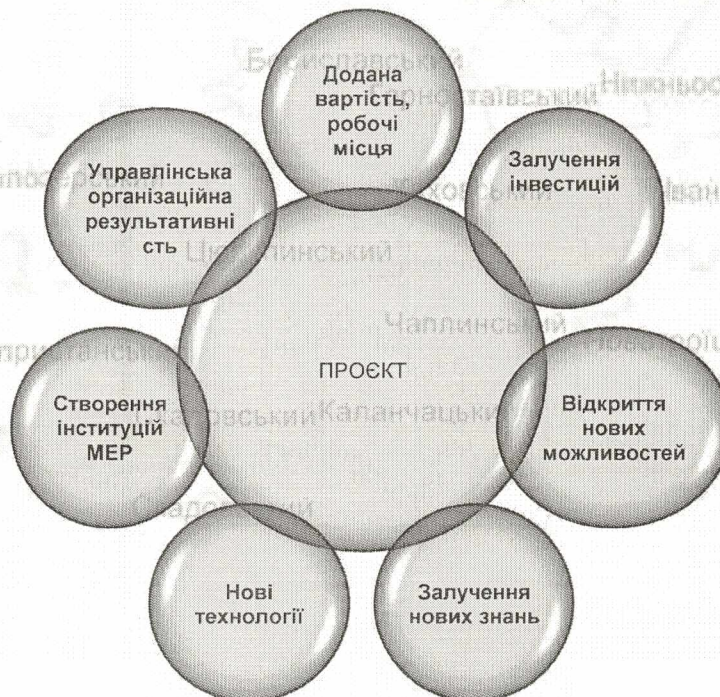 Додана
вартість,
робочі
місця
Залучення
інвестицій
Управлінська
організаційна
результативні
сть
Чаплинський
ПРОЄКТ
Створення
інституцій
МЕР
Каланчацьки
Відкриття
нових
можливостей
Нові
технології
Залучення
нових знань